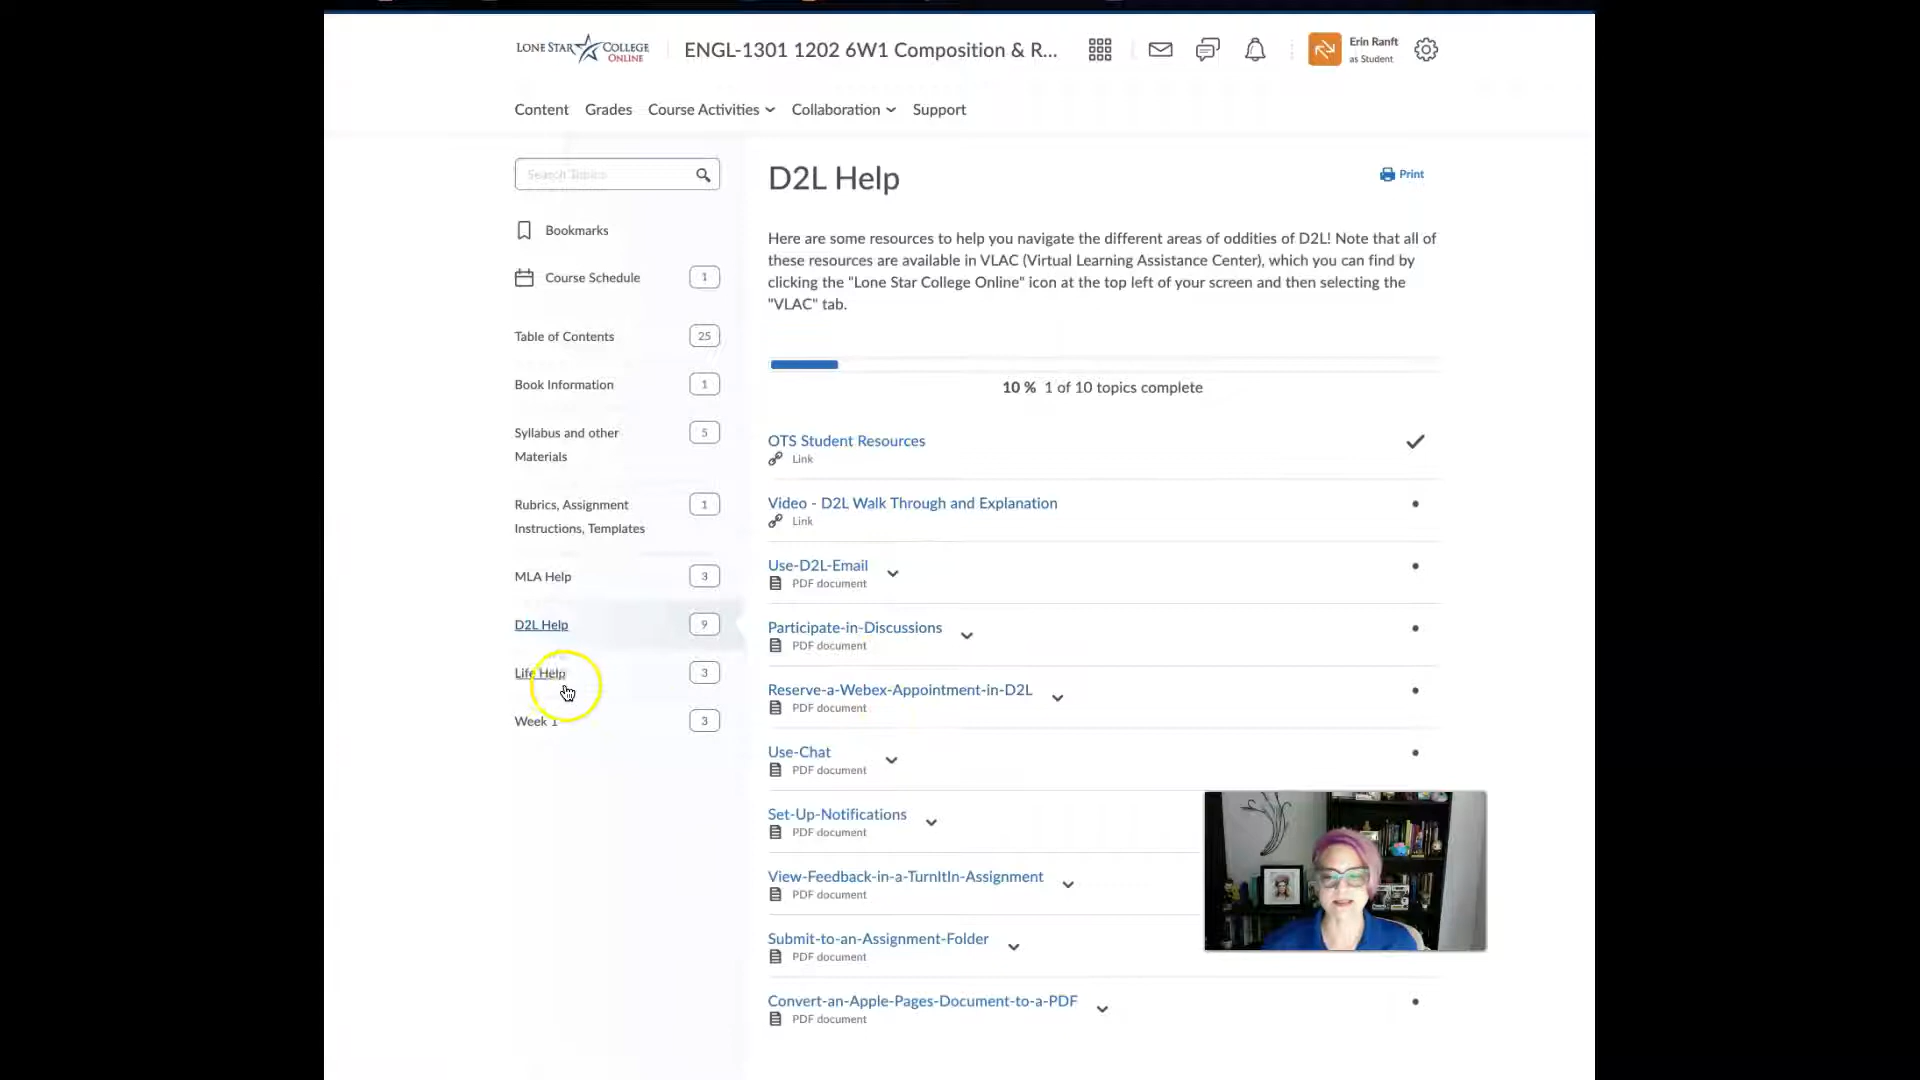 LONE STAR COLLEGE
ONLINE
ENGL-1301 1202 6W1 Composition & R...
Erin Ranft
as Student
Content
Grades
Course Activities
Collaboration
Support
Search Topics
Bookmarks
Course Schedule
1
Table of Contents
25
Book Information
1
Syllabus and other
Materials
5
Rubrics, Assignment
Instructions, Templates
1
MLA Help
3
D2L Help
9
Life Help
3
Week 1
3
D2L Help
Print
Here are some resources to help you navigate the different areas of oddities of D2L! Note that all of
these resources are available in VLAC (Virtual Learning Assistance Center), which you can find by
clicking the "Lone Star College Online" icon at the top left of your screen and then selecting the
"VLAC" tab.
10 % 1 of 10 topics complete
OTS Student Resources
Link
Video - D2L Walk Through and Explanation
Link
Use-D2L-Email
PDF document
Participate-in-Discussions
PDF document
Reserve-a-Webex-Appointment-in-D2L
PDF document
Use-Chat
PDF document
Set-Up-Notifications
PDF document
View-Feedback-in-a-TurnItIn-Assignment
PDF document
Submit-to-an-Assignment-Folder
PDF document
Convert-an-Apple-Pages-Document-to-a-PDF
PDF document